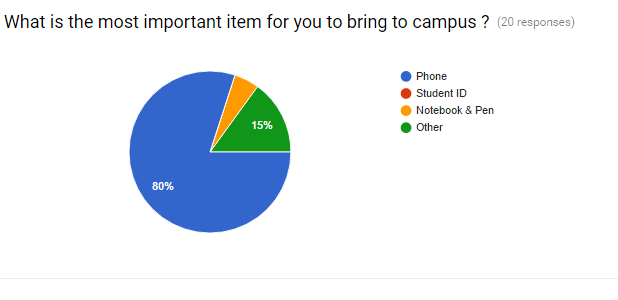 What is the most important item for you to bring to campus ? (20 responses)
Phone
Student ID
Notebook & Pen
Other
15%
80%